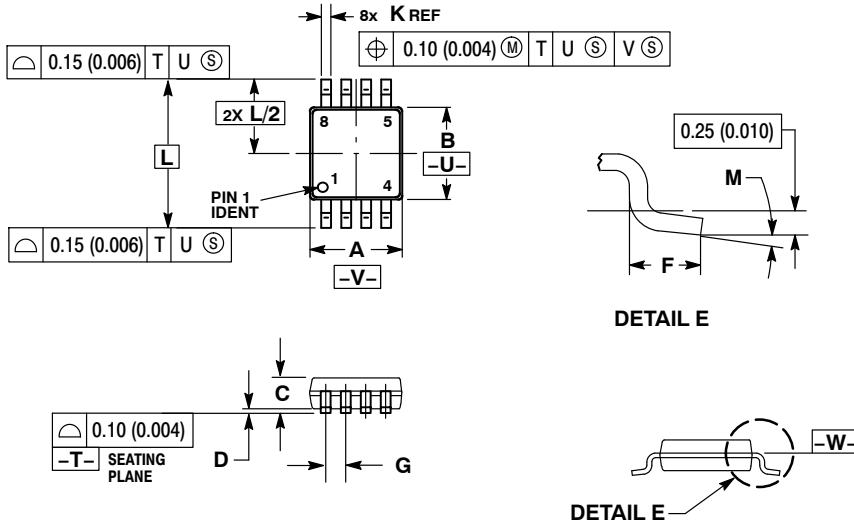 8x K REF
0.15 (0.006) T U Ⓢ
0.10 (0.004) Ⓜ T U Ⓢ V Ⓢ
2X L/2
8 5
B
–U–
L
PIN 1
IDENT
1
4
0.15 (0.006) T U Ⓢ
A
–V–
0.25 (0.010)
M
F
DETAIL E
C
0.10 (0.004)
–T– SEATING
PLANE
D
G
–W–
DETAIL E